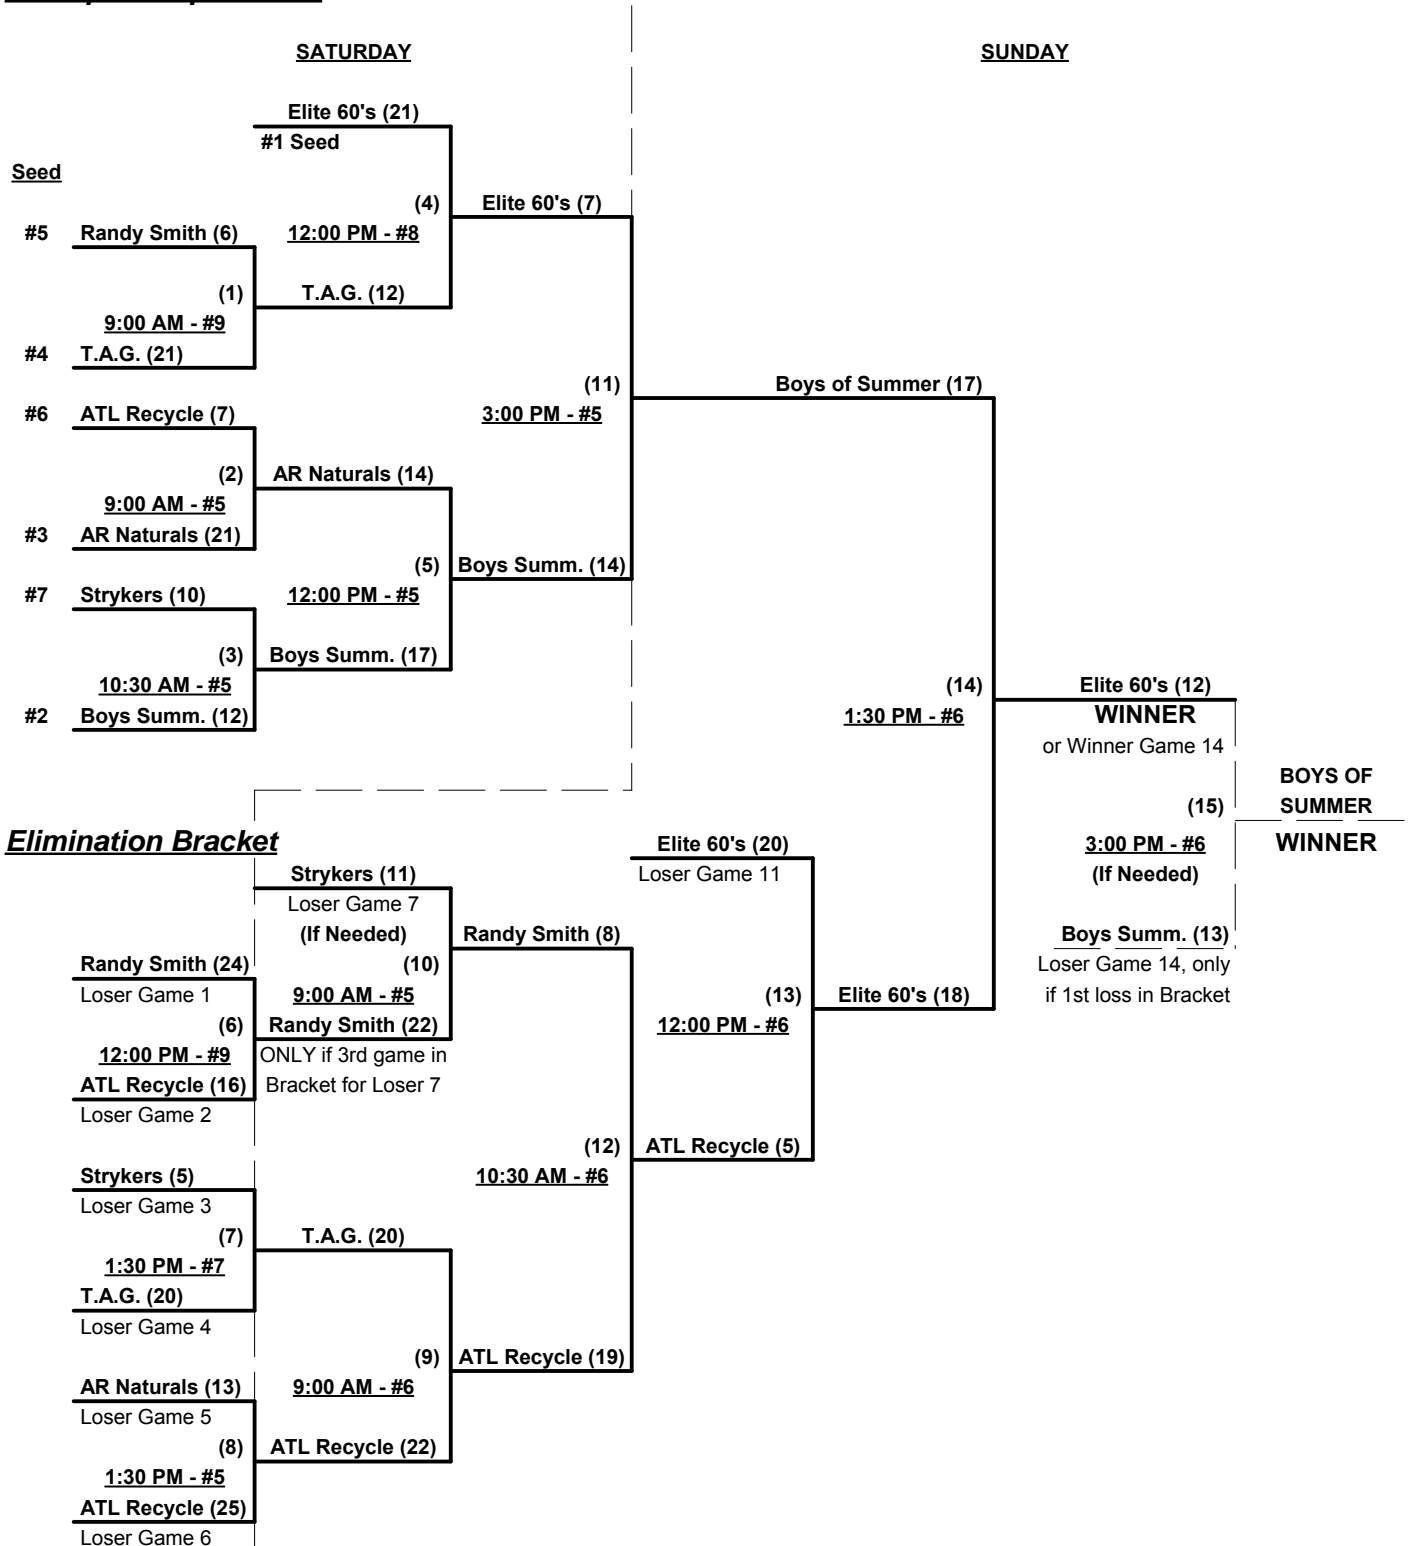 SATURDAY
SUNDAY
Elite 60's (21)
#1 Seed
Seed
(4)
Elite 60's (7)
#5
Randy Smith (6)
12:00 PM - #8
(1)
T.A.G. (12)
9:00 AM - #9
#4
T.A.G. (21)
(11)
Boys of Summer (17)
#6
ATL Recycle (7)
3:00 PM - #5
(2)
AR Naturals (14)
9:00 AM - #5
#3
AR Naturals (21)
(5)
Boys Summ. (14)
#7
Strykers (10)
12:00 PM - #5
(3)
Boys Summ. (17)
10:30 AM - #5
(14)
Elite 60's (12)
#2
Boys Summ. (12)
1:30 PM - #6
WINNER
or Winner Game 14
BOYS OF
(15)
SUMMER
Elimination Bracket
Elite 60's (20)
3:00 PM - #6
WINNER
Strykers (11)
Loser Game 11
(If Needed)
Loser Game 7
(If Needed)
Randy Smith (8)
Boys Summ. (13)
Randy Smith (24)
(10)
Loser Game 14, only
Loser Game 1
9:00 AM - #5
(13)
Elite 60's (18)
if 1st loss in Bracket
(6)
Randy Smith (22)
12:00 PM - #6
12:00 PM - #9
ONLY if 3rd game in
ATL Recycle (16)
Bracket for Loser 7
Loser Game 2
(12)
ATL Recycle (5)
Strykers (5)
10:30 AM - #6
Loser Game 3
(7)
T.A.G. (20)
1:30 PM - #7
T.A.G. (20)
Loser Game 4
(9)
ATL Recycle (19)
AR Naturals (13)
9:00 AM - #6
Loser Game 5
(8)
ATL Recycle (22)
1:30 PM - #5
ATL Recycle (25)
Loser Game 6